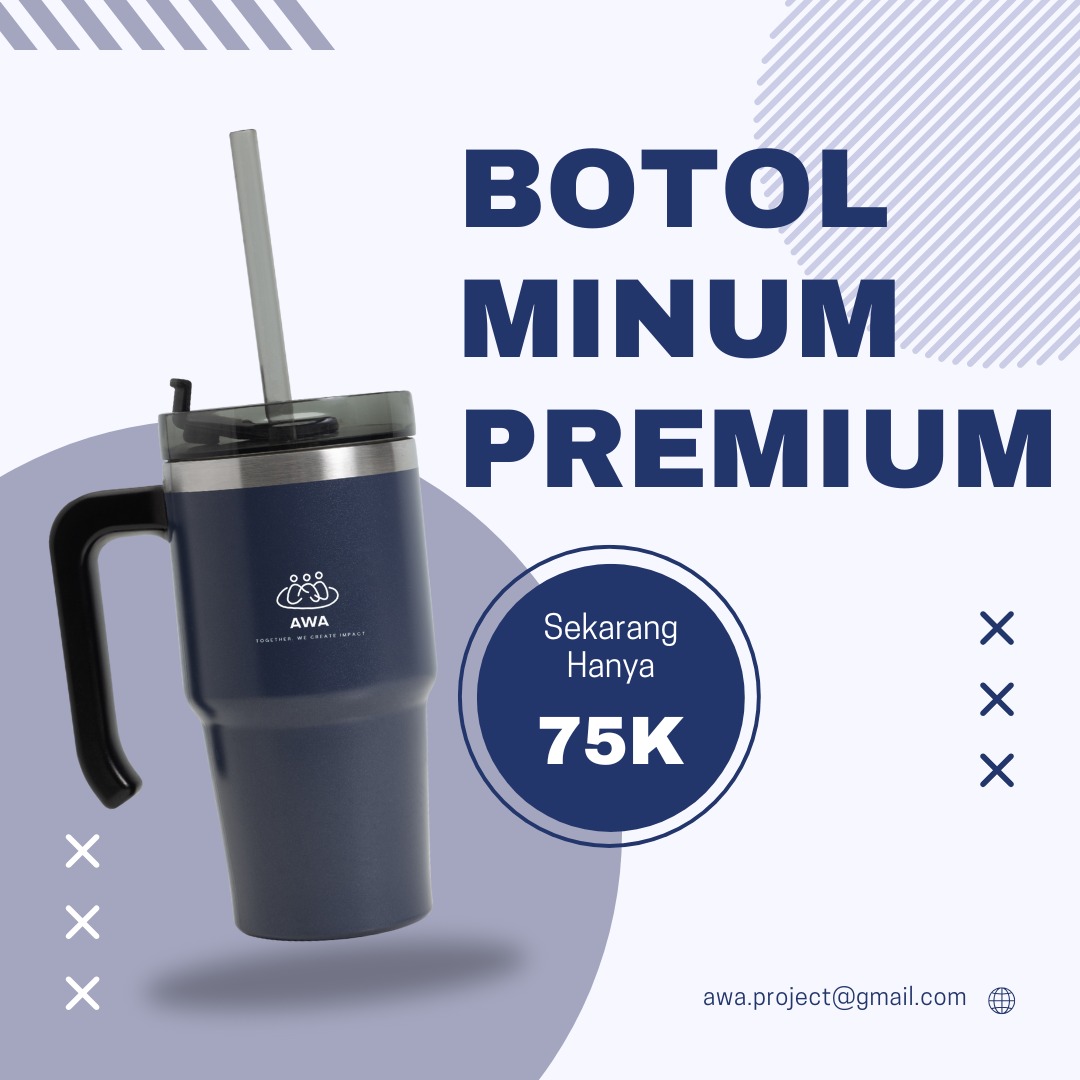 BOTOL
MINUM
PREMIUM
AWA
TOGETHER, WE CREATE IMPACT
Sekarang
Hanya
75K
awa.project@gmail.com